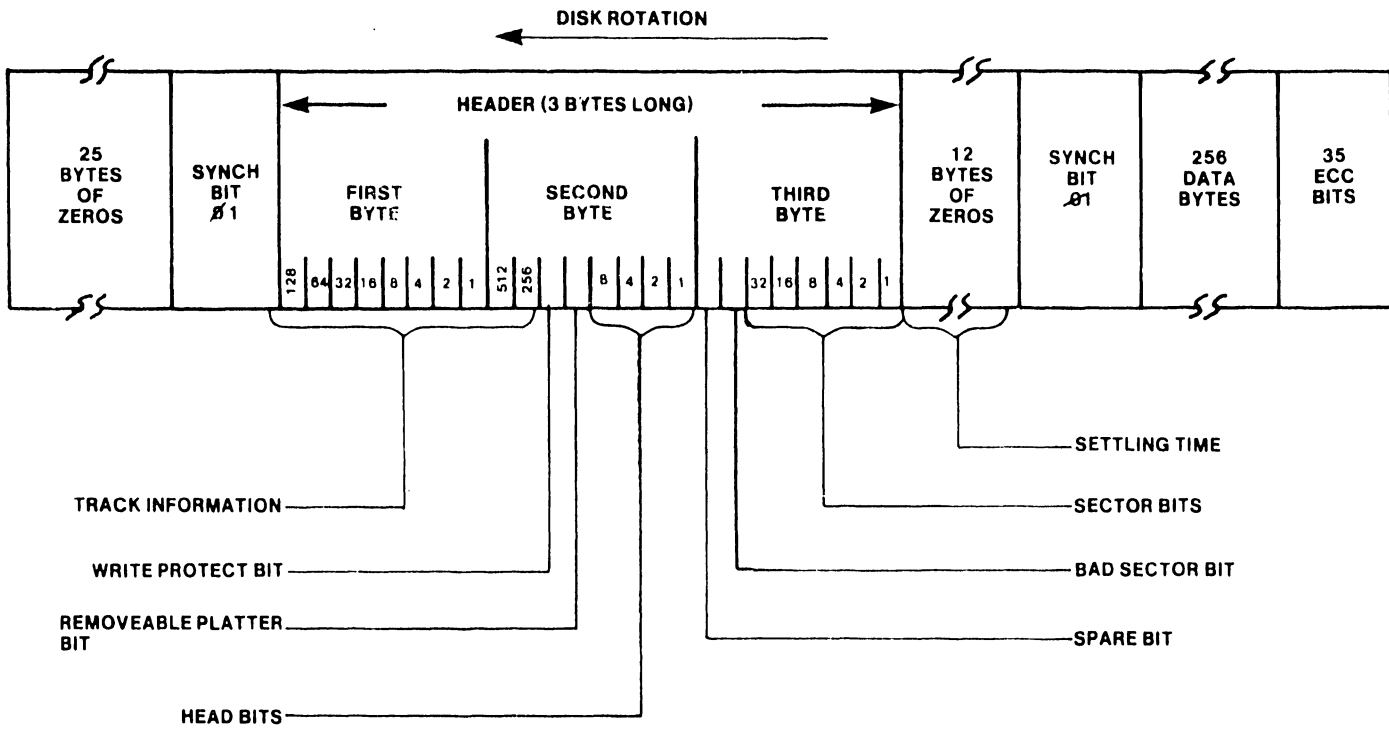 DISK ROTATION
HEADER (3 BYTES LONG)
25
BYTES
OF
ZEROS
SYNCH
BIT
Ø 1
FIRST
BYTE
SECOND
BYTE
THIRD
BYTE
12
BYTES
OF
ZEROS
SYNCH
BIT
Ø1
256
DATA
BYTES
35
ECC
BITS
128 64 32 16 8 4 2 1 512 256 8 4 2 1 32 16 8 4 2 1
SETTLING TIME
TRACK INFORMATION
SECTOR BITS
WRITE PROTECT BIT
BAD SECTOR BIT
REMOVEABLE PLATTER
BIT
SPARE BIT
HEAD BITS